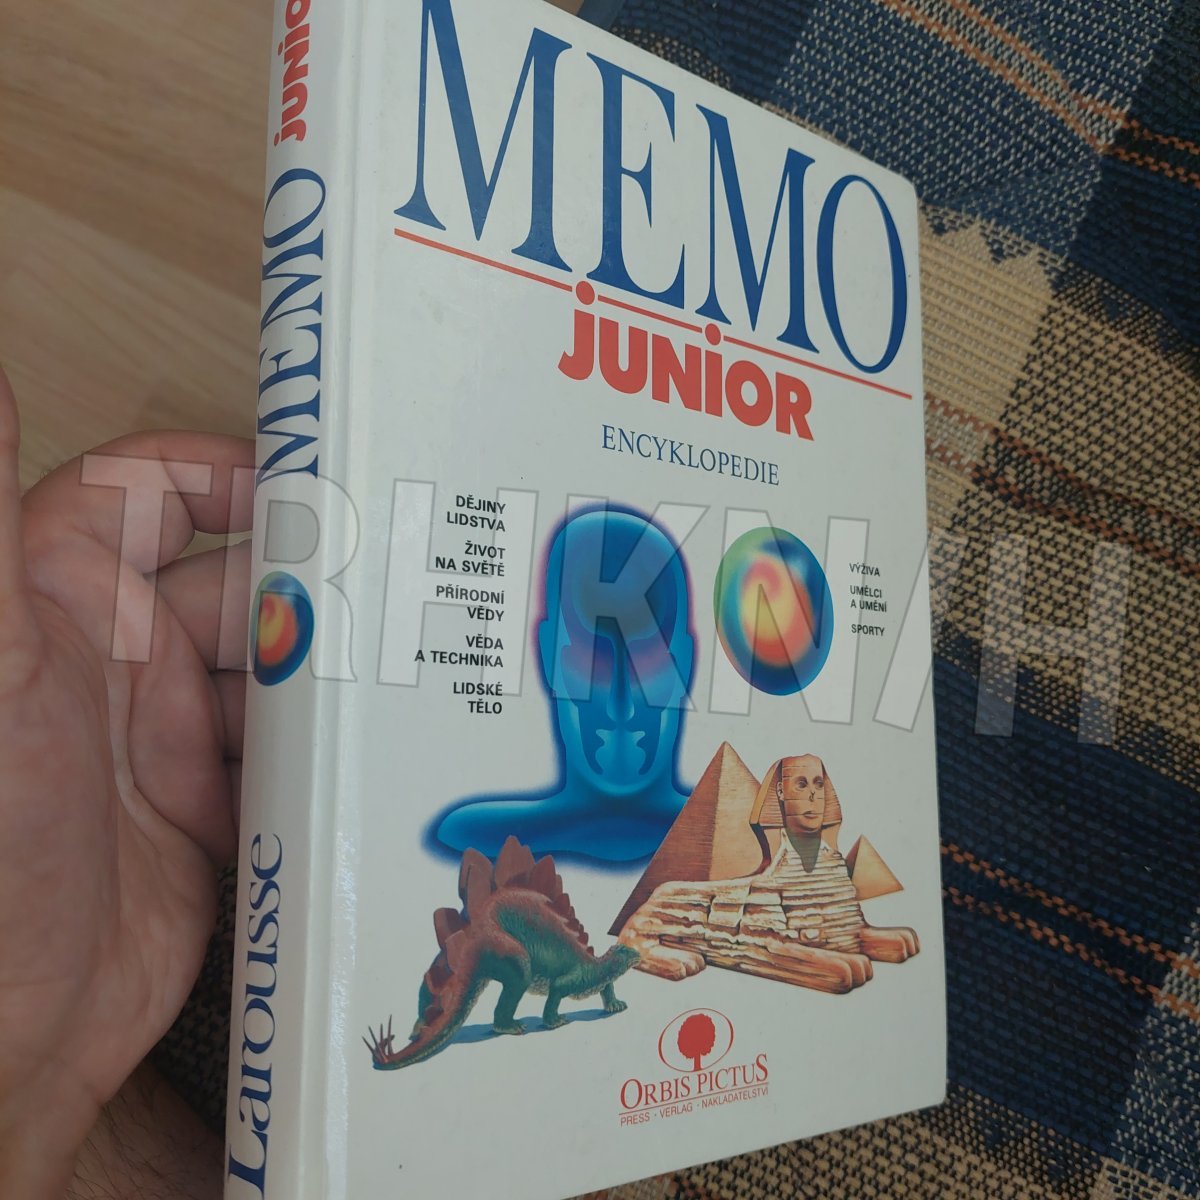 MEMO
junior
ENCYKLOPEDIE
DĚJINY
LIDSTVA
ŽIVOT
NA SVĚTĚ
PŘÍRODNÍ
VĚDY
VĚDA
A TECHNIKA
LIDSKÉ
TĚLO
VÝŽIVA
UMĚLCI
A UMĚNÍ
SPORTY
ORBIS PICTUS
PRESS · VERLAG · NAKLADATELSTVÍ
Larousse
MEMO junior
TRHKNIH